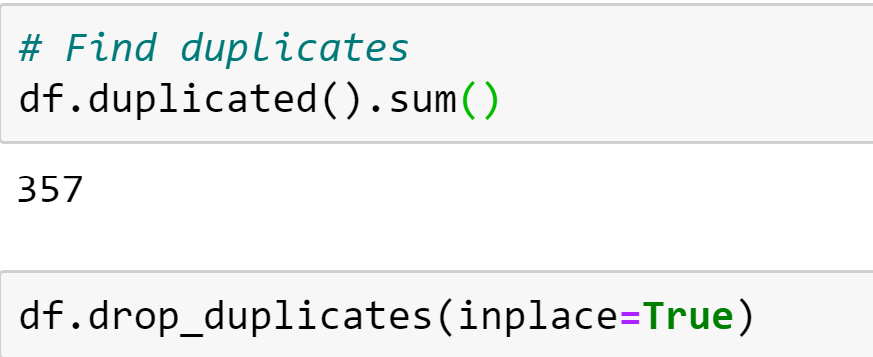 # Find duplicates
df.duplicated().sum()
357
df.drop_duplicates(inplace=True)